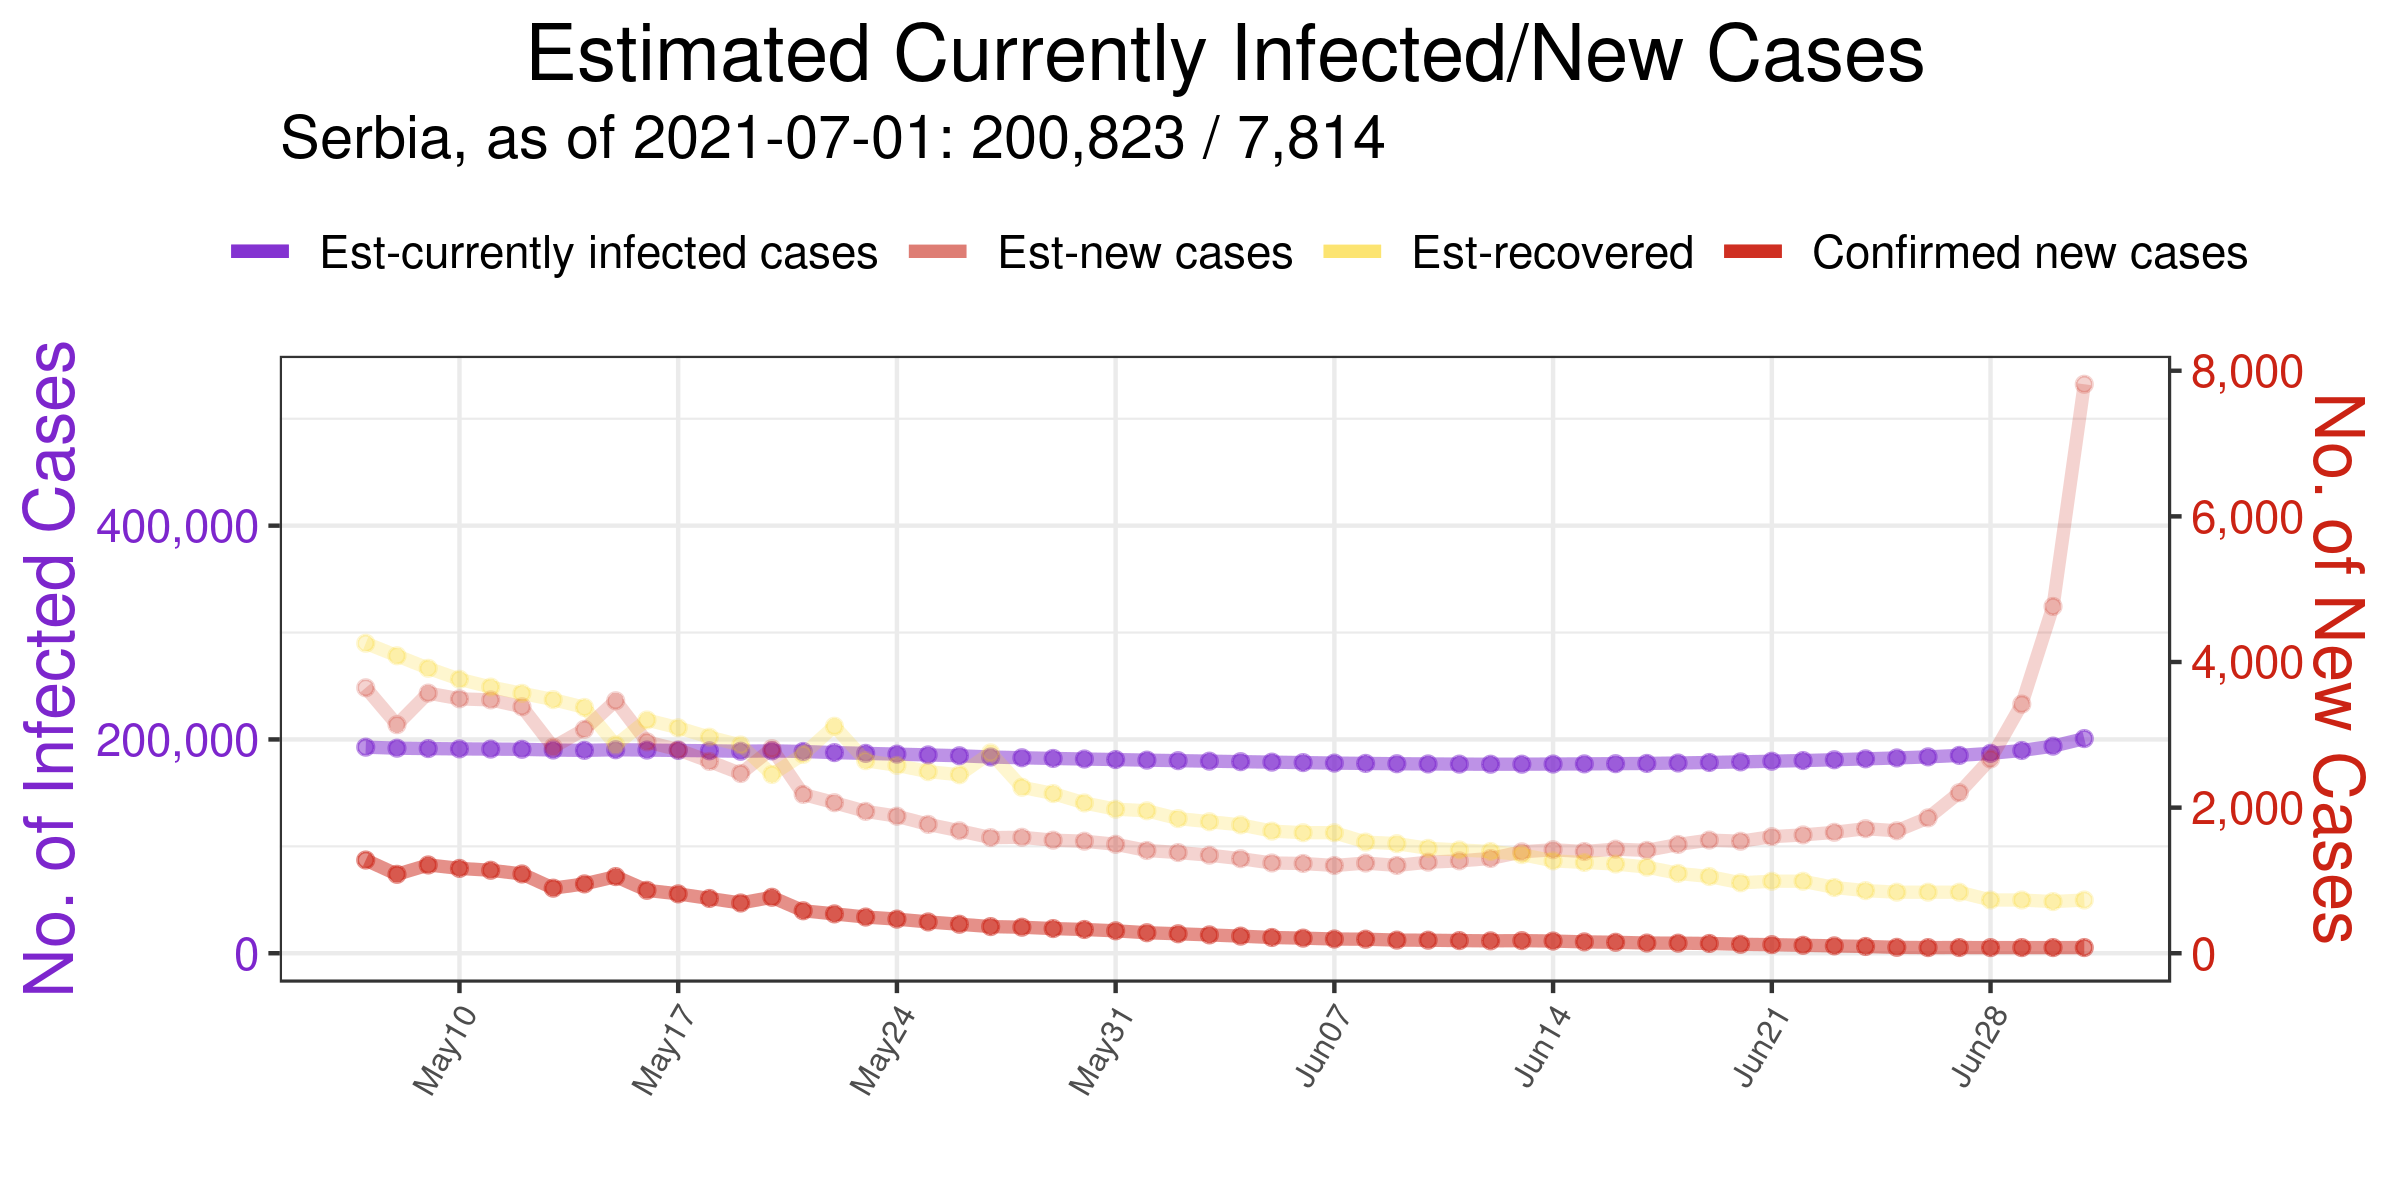 Estimated Currently Infected/New Cases
Serbia, as of 2021-07-01: 200,823 / 7,814
Est-currently infected cases Est-new cases Est-recovered Confirmed new cases
No. of Infected Cases
400,000
200,000
0
8,000
6,000
4,000
2,000
0
No. of New Cases
May10 May17 May24 May31 Jun07 Jun14 Jun21 Jun28